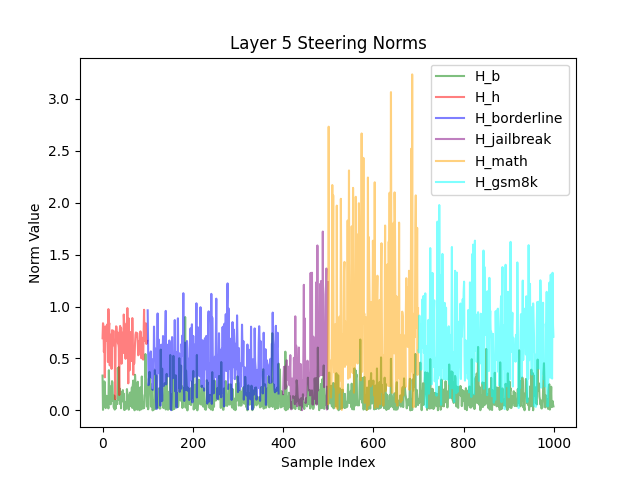 Layer 5 Steering Norms
H_b
H_h
H_borderline
H_jailbreak
H_math
H_gsm8k
Norm Value
3.0
2.5
2.0
1.5
1.0
0.5
0.0
0
200
400
600
800
1000
Sample Index